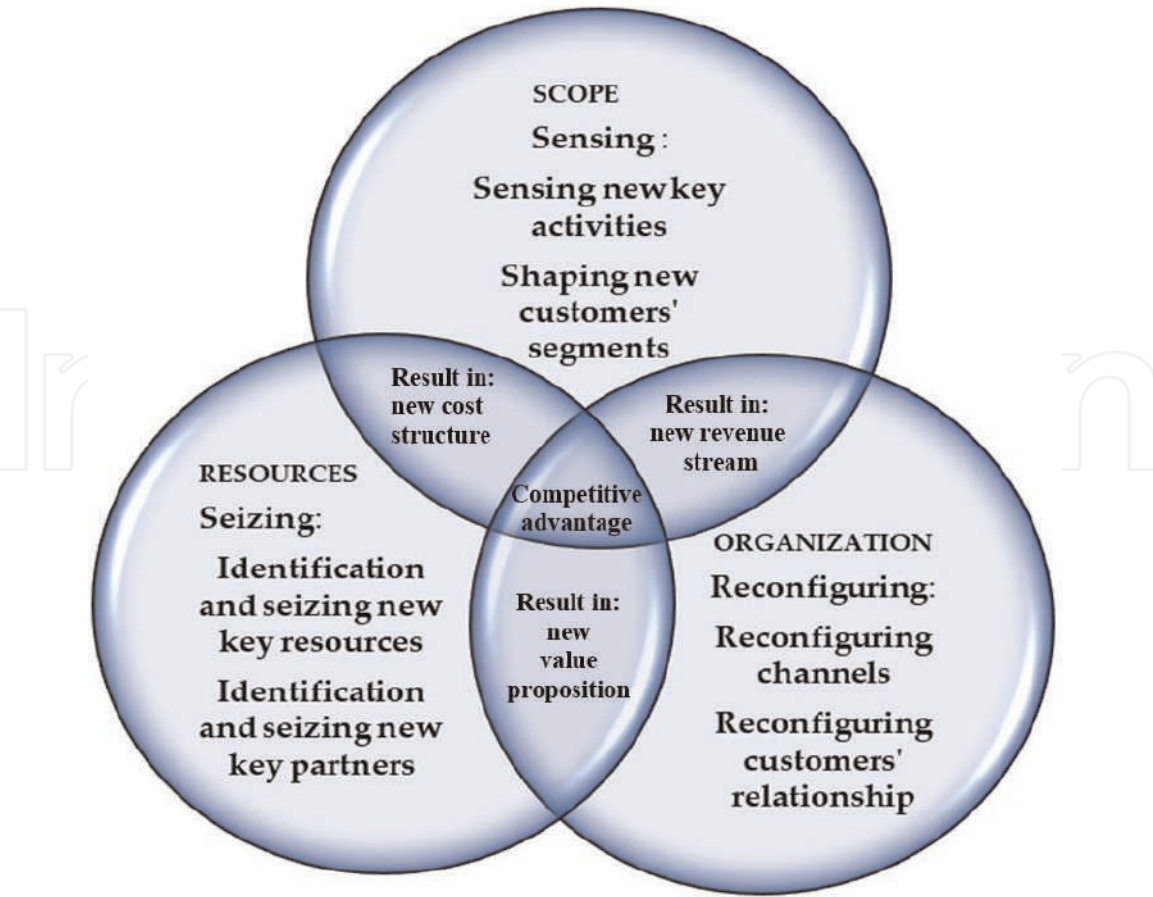 SCOPE
Sensing :
Sensing new key
activities
Shaping new
customers'
segments
Result in:
new cost
structure
Result in:
new revenue
stream
Competitive
advantage
RESOURCES
Seizing:
Identification
and seizing new
key resources
Identification
and seizing new
key partners
Result in:
new
value
proposition
ORGANIZATION
Reconfiguring:
Reconfiguring
channels
Reconfiguring
customers'
relationship